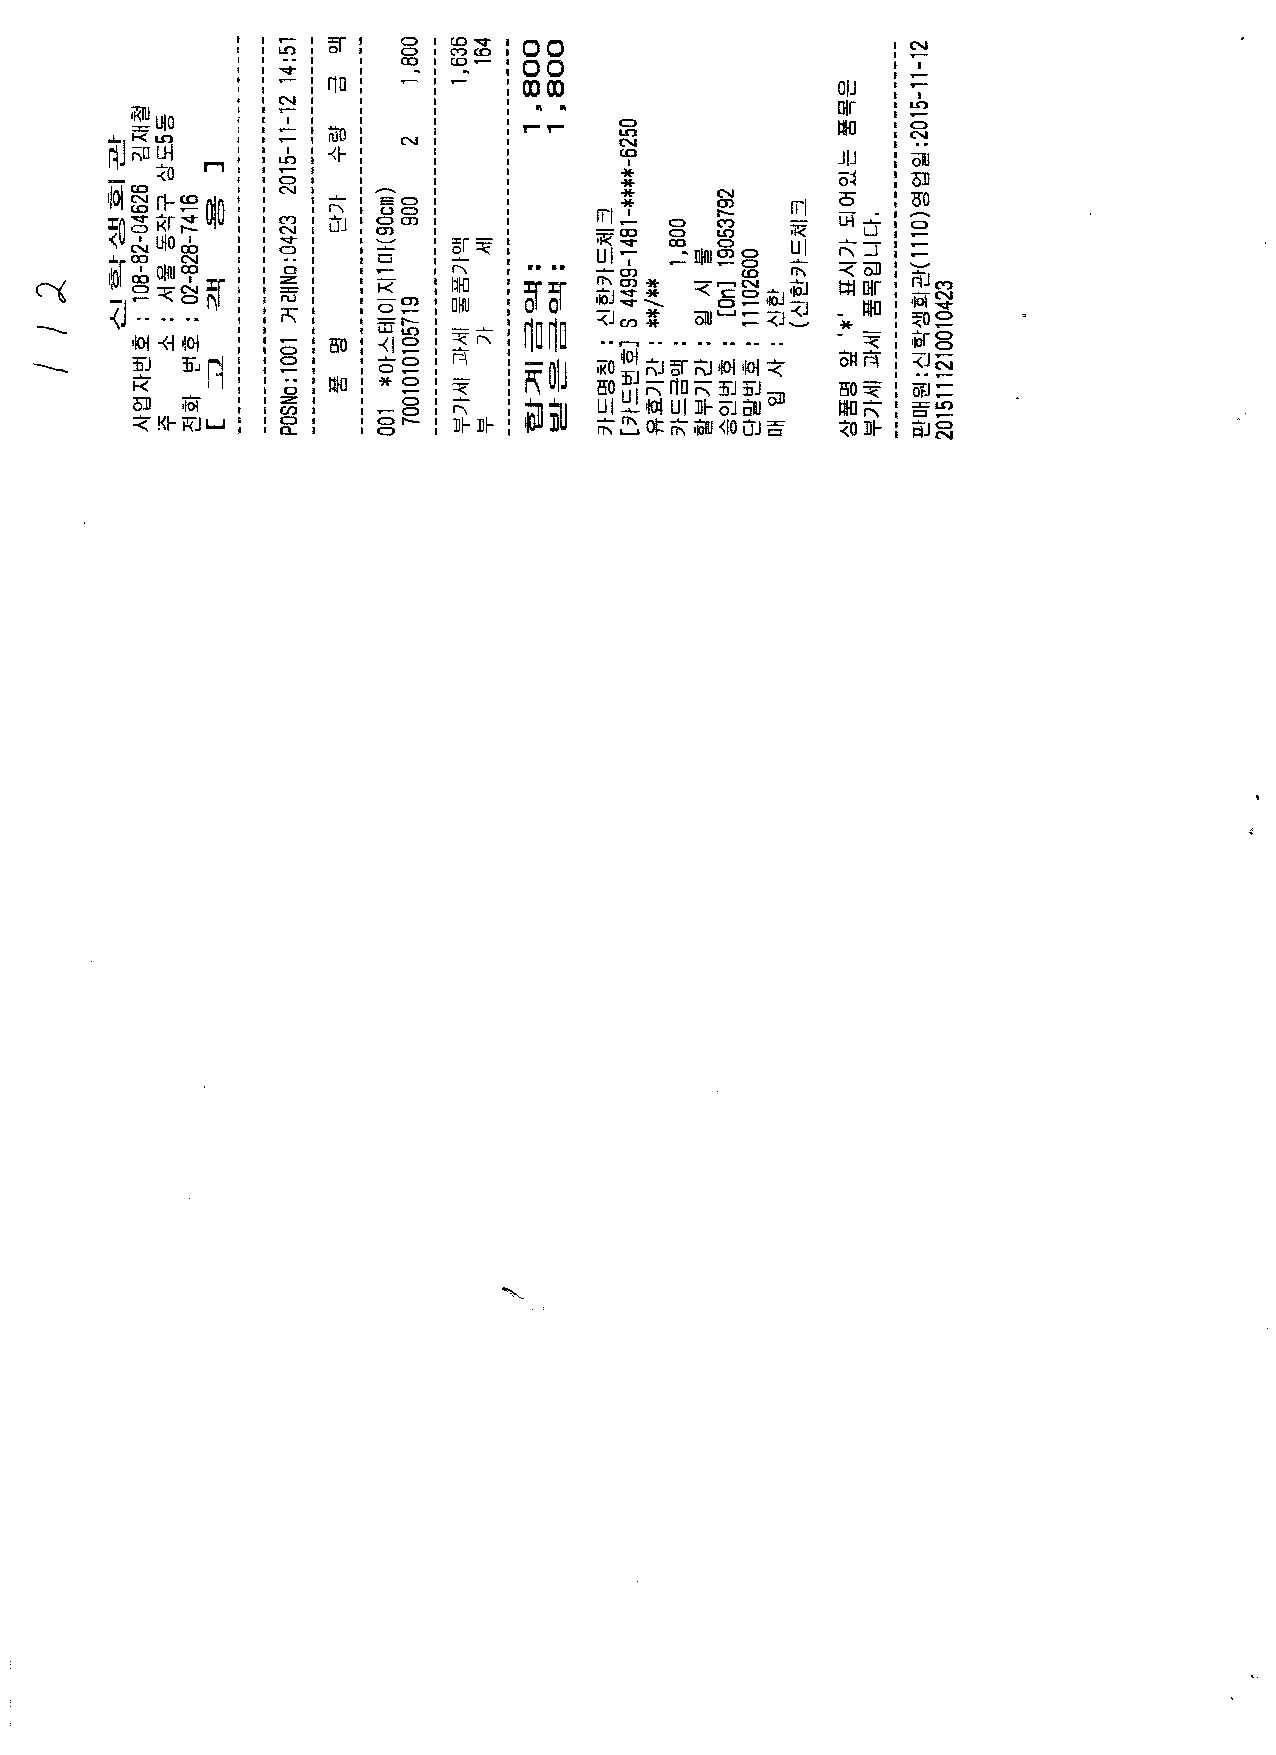 112
신학생회관
사업자번호 : 108-82-04626 김재철
주 소 : 서울 동작구 상도5동
전화 번호 : 02-828-7416
[ 고 객 용 ]
POSNo:1001 거래No:0423 2015-11-12 14:51
품 명 단가 수량 금 액
001 *아스테이지1마(90cm)
7001010105719 900 2 1,800
부가세 과세 물품가액 1,636
부 가 세 164
합계금액: 1,800
받은금액: 1,800
카드명칭 : 신한카드체크
[카드번호] S 4499-1481-****-6250
유효기간 : **/**
카드금액 : 1,800
할부기간 : 일 시 불
승인번호 : [On] 19053792
단말번호 : 11102600
매 입 사 : 신한
(신한카드체크
상품명 앞 '*' 표시가 되어있는 품목은
부가세 과세 품목입니다.
판매원:신학생회관(1110)영업일:2015-11-12
201511121Logo10010423